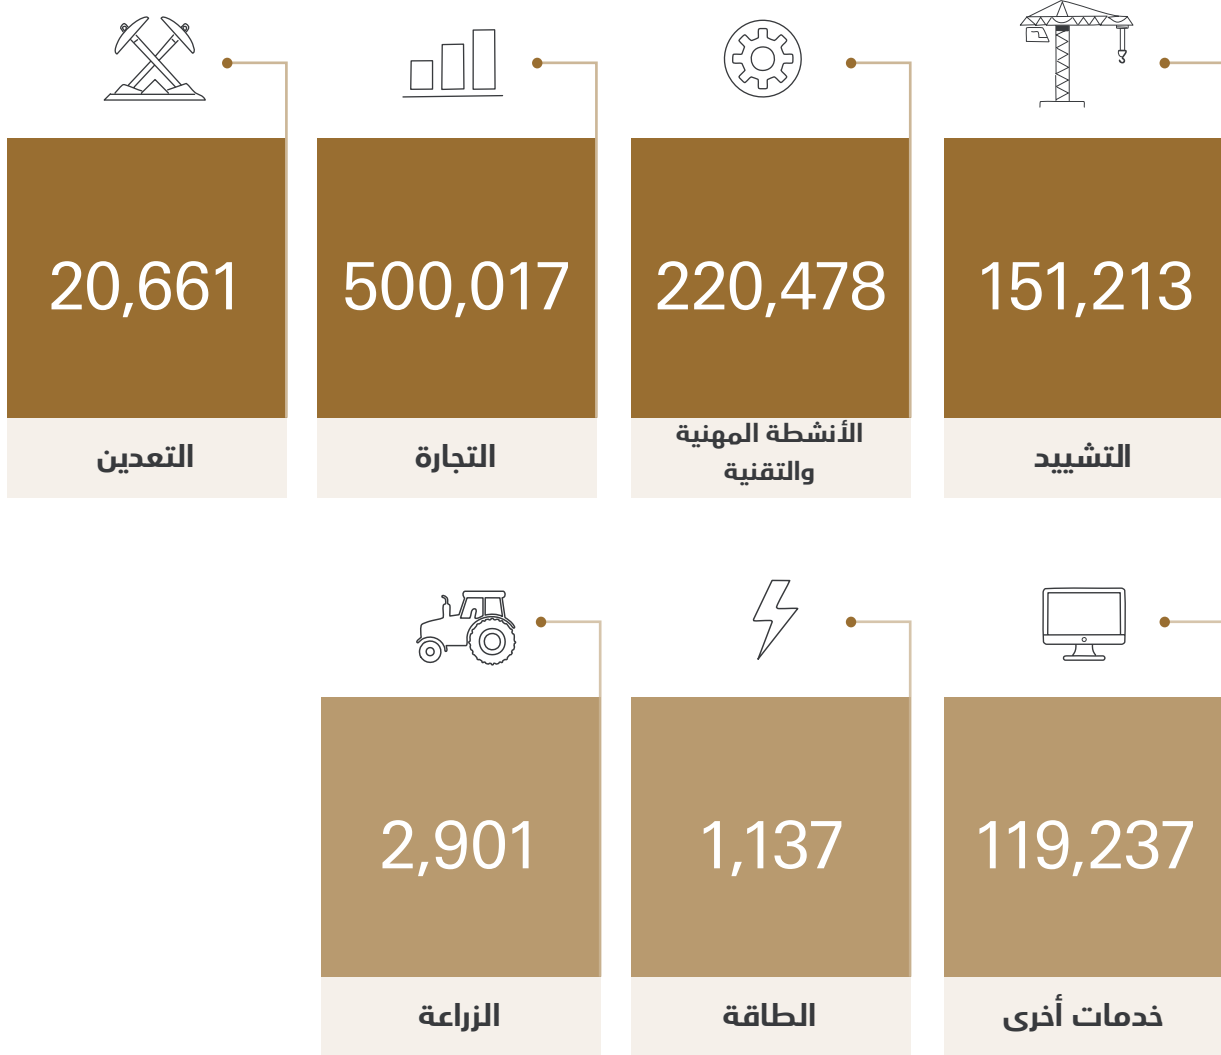 151,213
التشييد
220,478
الأنشطة المهنية
والتقنية
500,017
التجارة
20,661
التعدين
119,237
خدمات أخرى
1,137
الطاقة
2,901
الزراعة